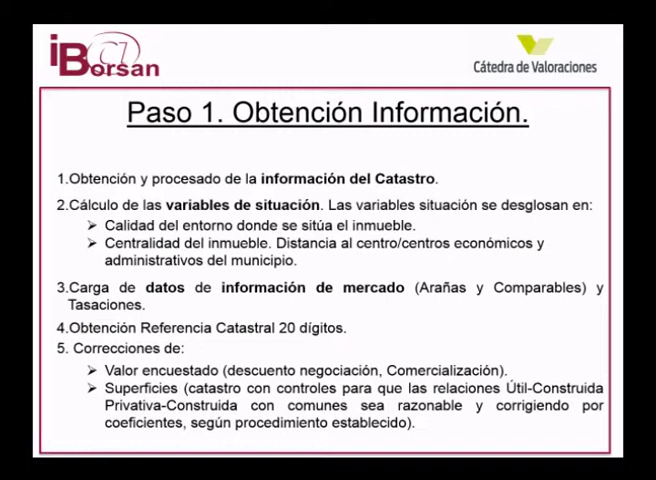 iBorsan
Cátedra de Valoraciones
Paso 1. Obtención Información.
1.Obtención y procesado de la información del Catastro.
2.Cálculo de las variables de situación. Las variables situación se desglosan en:
➢ Calidad del entorno donde se sitúa el inmueble.
➢ Centralidad del inmueble. Distancia al centro/centros económicos y
administrativos del municipio.
3.Carga de datos de información de mercado (Arañas y Comparables) y
Tasaciones.
4.Obtención Referencia Catastral 20 dígitos.
5. Correcciones de:
➢ Valor encuestado (descuento negociación, Comercialización).
➢ Superficies (catastro con controles para que las relaciones Útil-Construida
Privativa-Construida con comunes sea razonable y corrigiendo por
coeficientes, según procedimiento establecido).